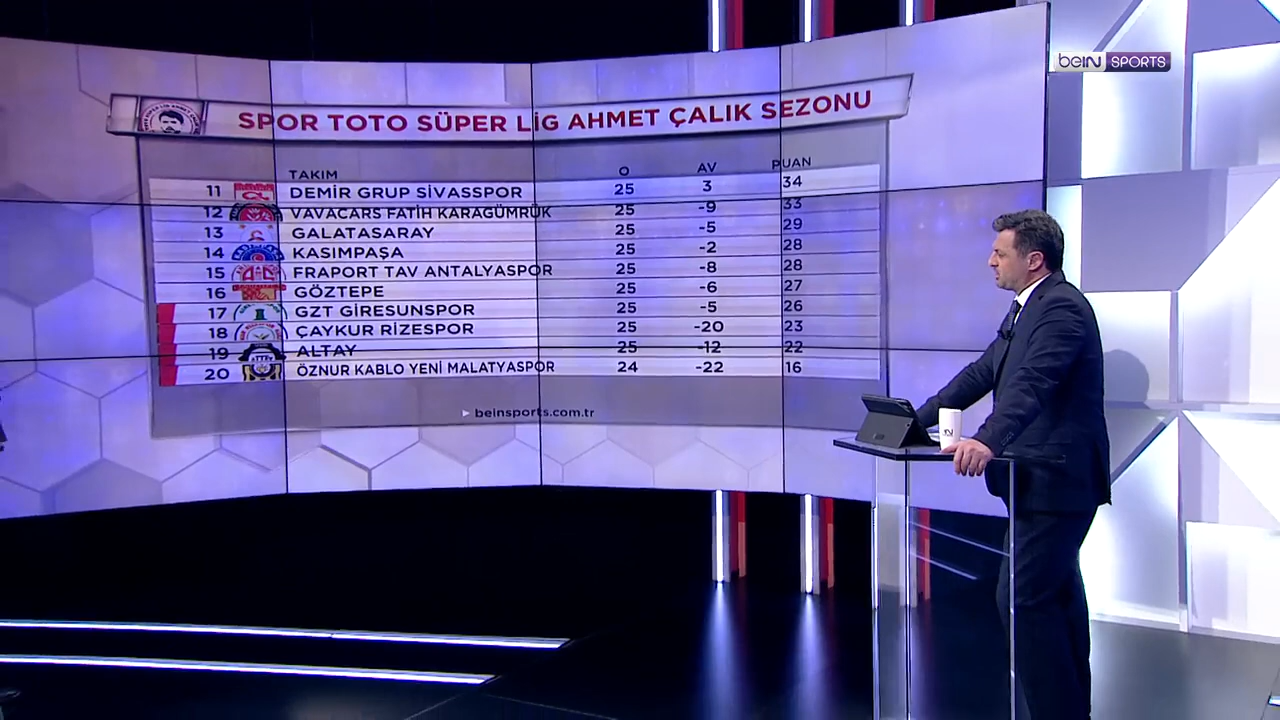 beIN SPORTS
SPOR TOTO SÜPER LİG AHMET ÇALIK SEZONU
TAKIM O AV PUAN
11 DEMİR GRUP SİVASSPOR 25 3 34
12 VAVACARS FATİH KARAGÜMRÜK 25 -9 33
13 GALATASARAY 25 -5 29
14 KASIMPAŞA 25 -2 28
15 FRAPORT TAV ANTALYASPOR 25 -8 28
16 GÖZTEPE 25 -6 27
17 GZT GİRESUNSPOR 25 -5 26
18 ÇAYKUR RİZESPOR 25 -20 23
19 ALTAY 25 -12 22
20 ÖZNUR KABLO YENİ MALATYASPOR 24 -22 16
beinsports.com.tr